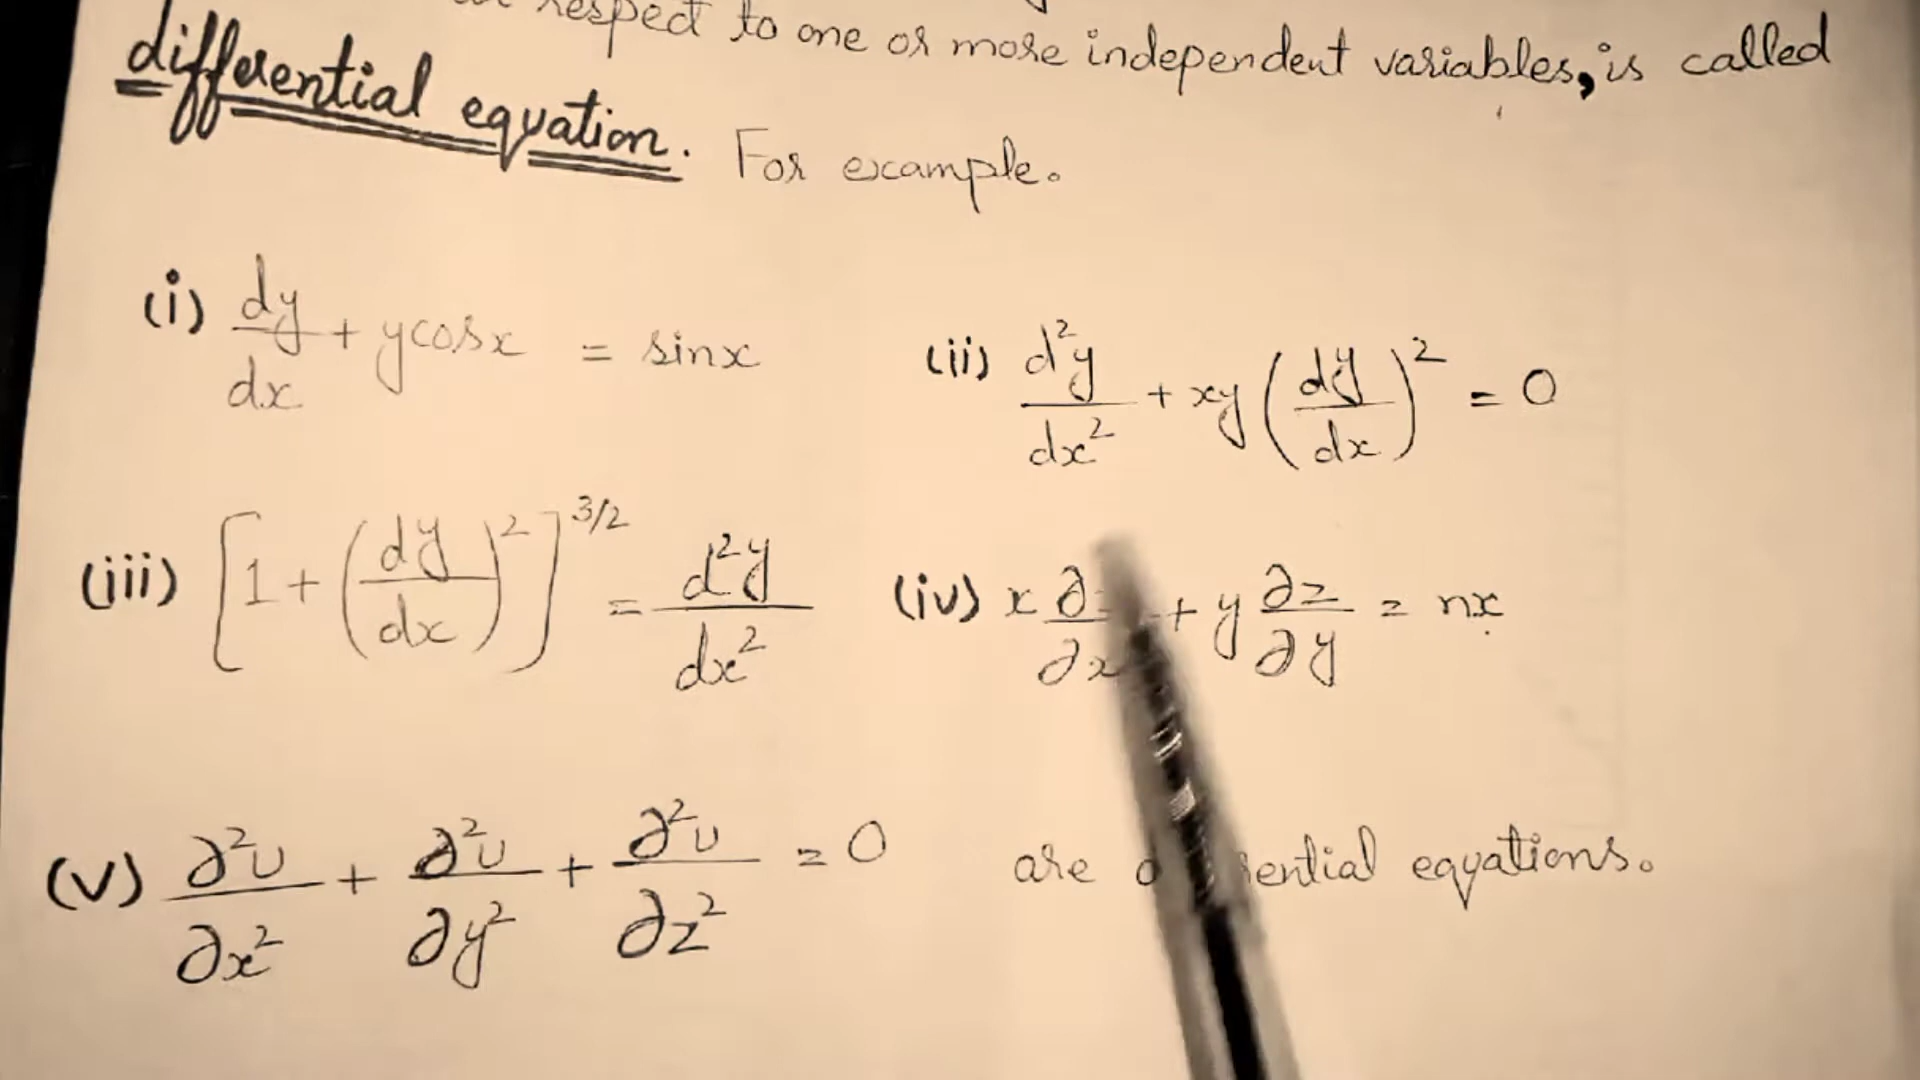 respect to one or more independent variables, is called
differential equation. For example.
(i) dy/dx + ycosx = sinx (ii) d²y/dx² + xy (dy/dx)² = 0
(iii) [1 + (dy/dx)²]^3/2 = d²y/dx² (iv) x ∂ /∂x + y ∂z/∂y = nx
(v) ∂²u/∂x² + ∂²u/∂y² + ∂²u/∂z² = 0 are equations.